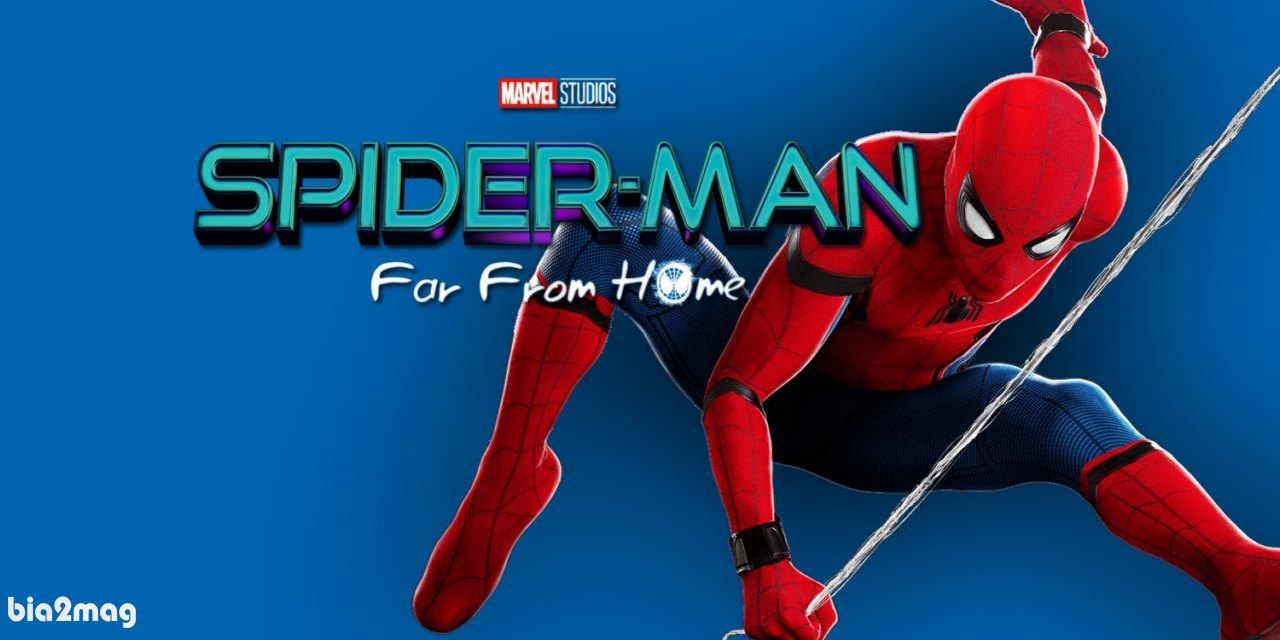 MARVEL STUDIOS
SPIDER-MAN
Far From Home
bia2mag